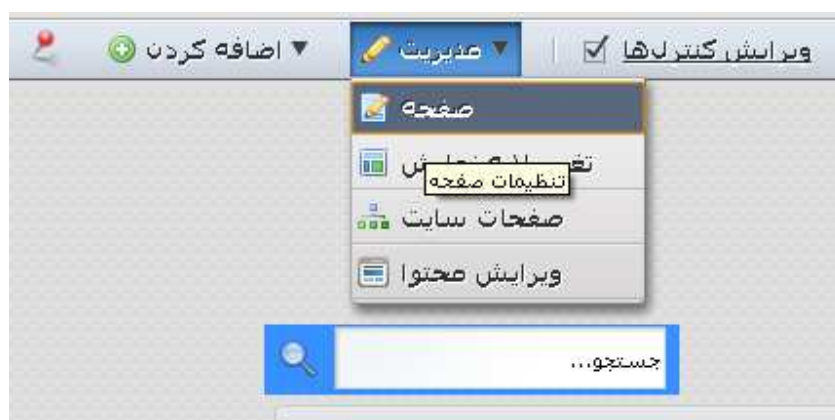 ویرایش کنترل‌ها مدیریت اضافه کردن
صفحه
تنظیمات صفحه
صفحات سایت
ویرایش محتوا
جستجو...